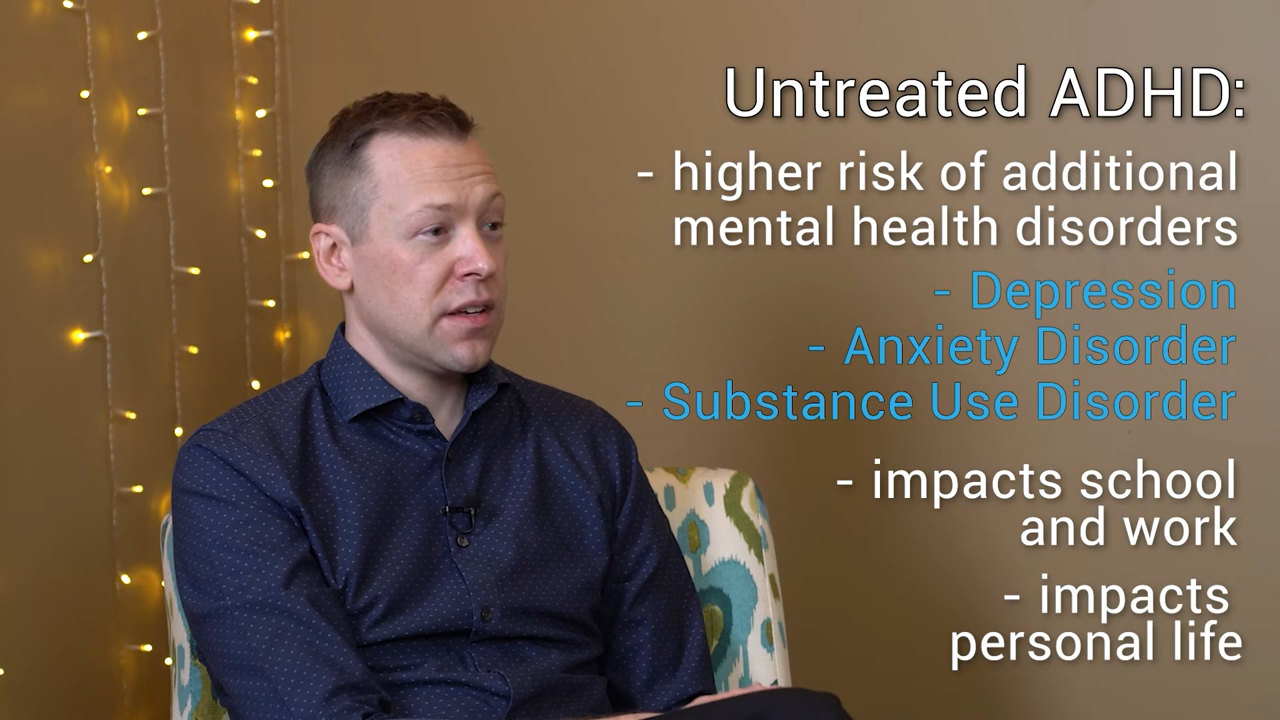 Untreated ADHD:
- higher risk of additional
mental health disorders
- Depression
- Anxiety Disorder
- Substance Use Disorder
- impacts school
and work
- impacts
personal life